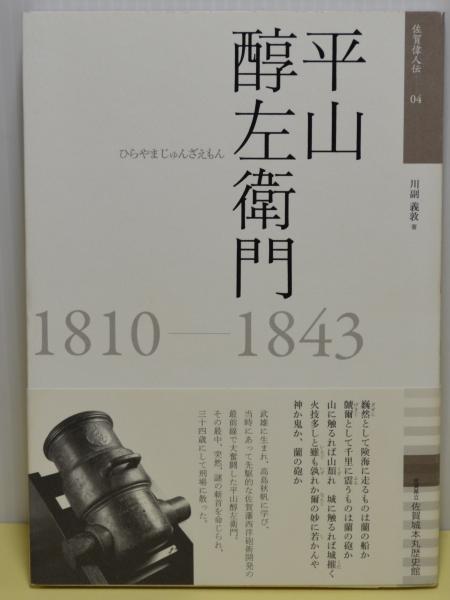 佐賀偉人伝 04
川副 義敦 著
平山
醇左衛門
ひらやまじゅんざえもん
1810——1843
巍然として険海に走るものは蘭の船か
虩爾として千里に震うものは蘭の砲か
山に触るれば山頽れ 城に触るれば城摧く
火技多しと雖も孰れか爾の妙に若かんや
神か鬼か、蘭の砲か
武雄に生まれ、高島秋帆に学び、
当時にあって先駆的な佐賀藩西洋砲術開発の
最前線で大奮闘した平山醇左衛門。
その最中、突然、謎の斬首を命じられ、
三十四歳にして刑場に散った。
佐賀県立 佐賀城本丸歴史館